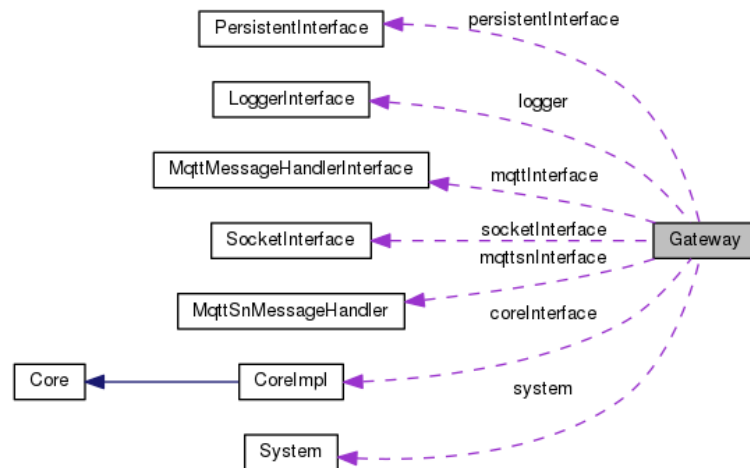 PersistentInterface
persistentInterface
LoggerInterface
logger
MqttMessageHandlerInterface
mqttInterface
SocketInterface
socketInterface
Gateway
mqttsnInterface
MqttSnMessageHandler
coreInterface
Core
CoreImpl
system
System